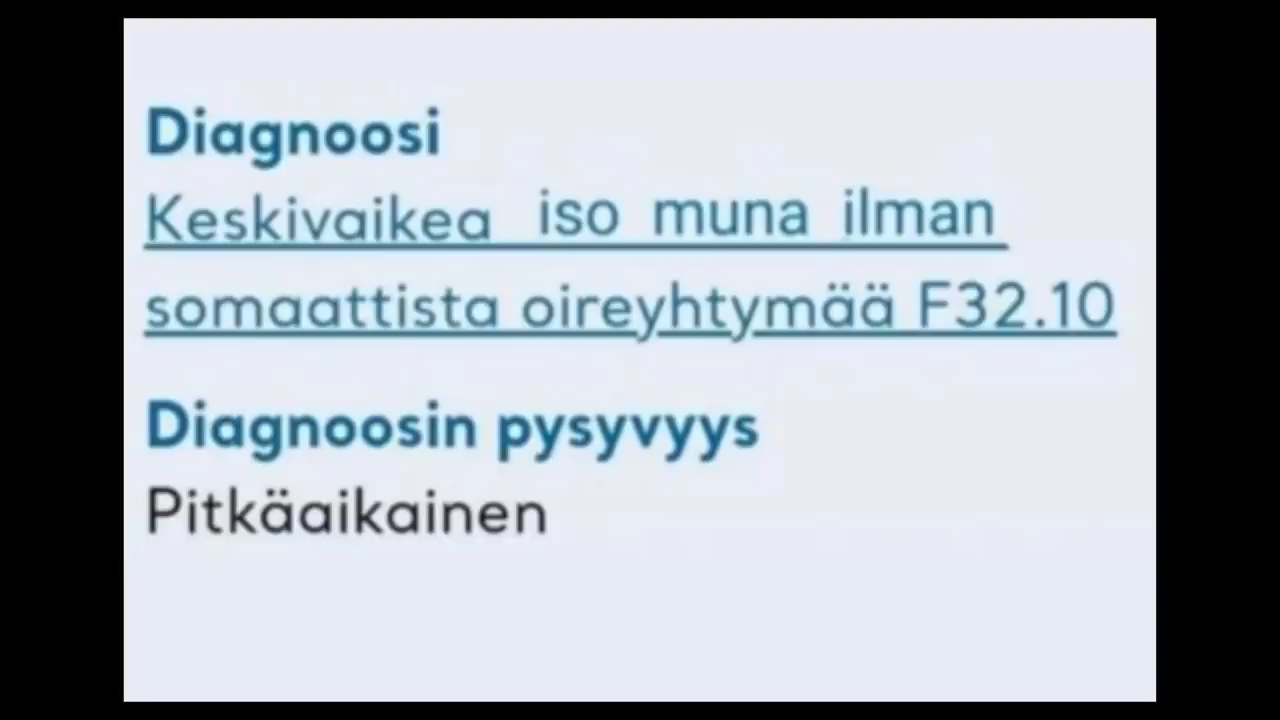 Diagnoosi
Keskivaikea iso muna ilman
somaattista oireyhtymää F32.10
Diagnoosin pysyvyys
Pitkäaikainen